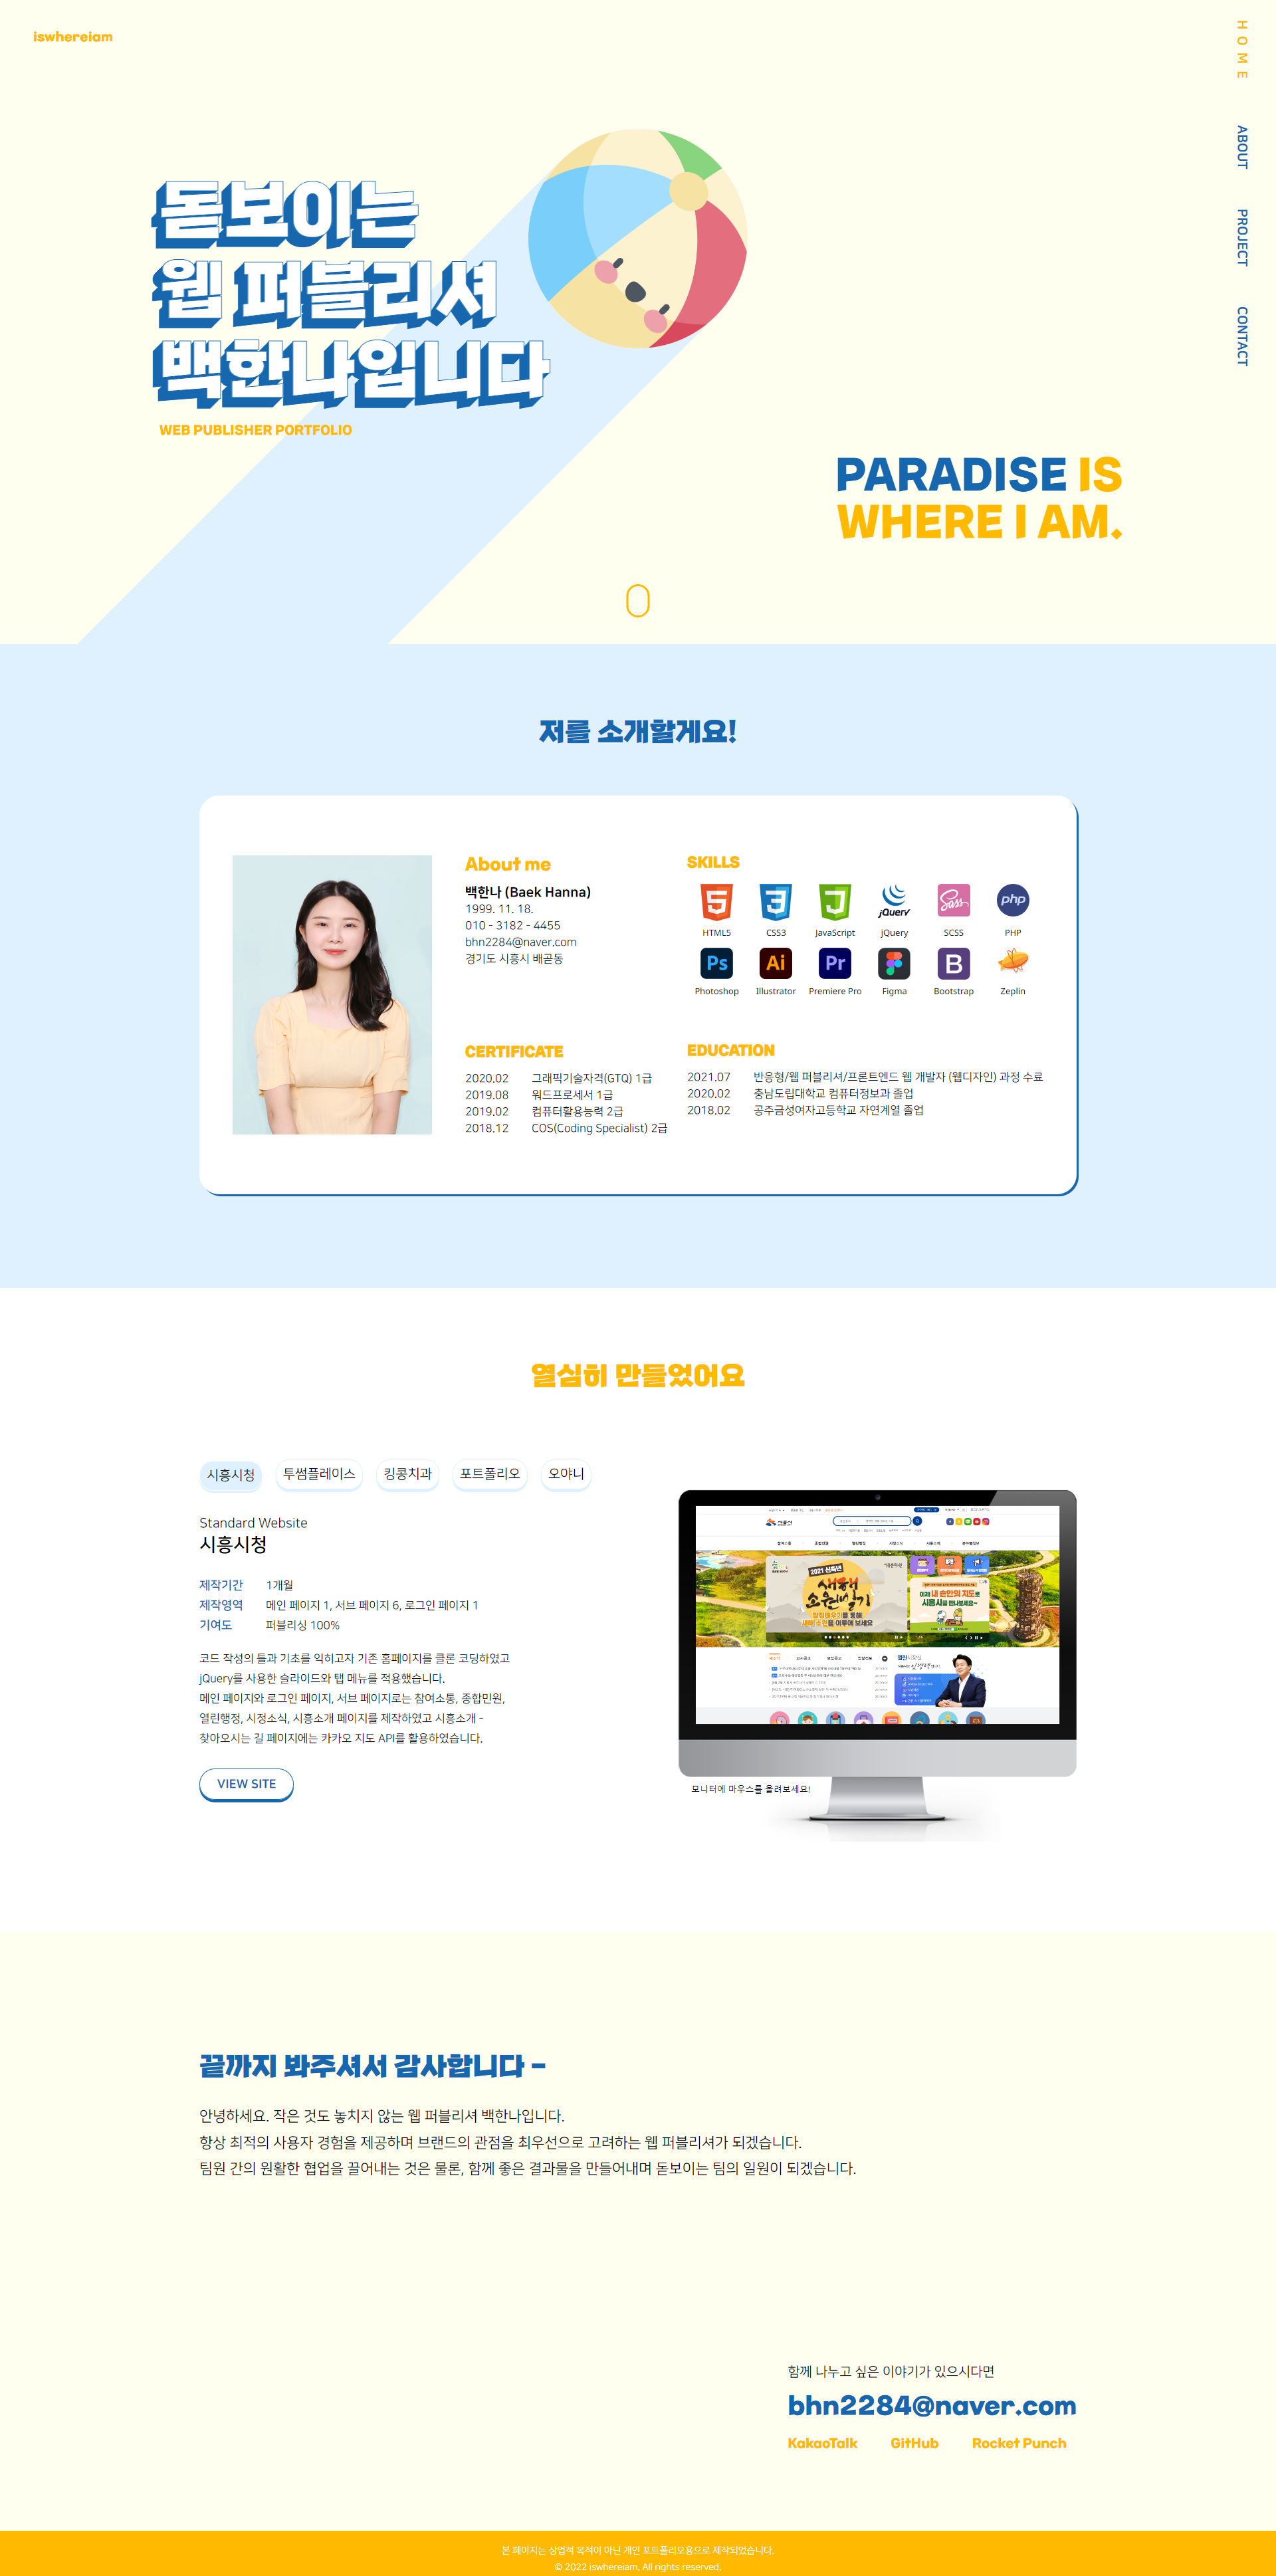 iswhereiam
HOME
ABOUT
PROJECT
CONTACT
돋보이는
웹 퍼블리셔
백한나입니다
WEB PUBLISHER PORTFOLIO
PARADISE IS
WHERE I AM.
저를 소개할게요!
About me
백한나 (Baek Hanna)
1999. 11. 18.
010 - 3182 - 4455
bhn2284@naver.com
경기도 시흥시 배곧동
SKILLS
HTML5 CSS3 JavaScript jQuery SCSS PHP
Photoshop Illustrator Premiere Pro Figma Bootstrap Zeplin
CERTIFICATE
2020.02 그래픽기술자격(GTQ) 1급
2019.08 워드프로세서 1급
2019.02 컴퓨터활용능력 2급
2018.12 COS(Coding Specialist) 2급
EDUCATION
2021.07 반응형/웹 퍼블리셔/프론트엔드 웹 개발자 (웹디자인) 과정 수료
2020.02 충남도립대학교 컴퓨터정보과 졸업
2018.02 공주금성여자고등학교 자연계열 졸업
열심히 만들었어요
시흥시청 투썸플레이스 킹콩치과 포트폴리오 오야니
Standard Website
시흥시청
제작기간 1개월
제작영역 메인 페이지 1, 서브 페이지 6, 로그인 페이지 1
기여도 퍼블리싱 100%
코드 작성의 틀과 기초를 익히고자 기존 홈페이지를 클론 코딩하였고
jQuery를 사용한 슬라이드와 탭 메뉴를 적용했습니다.
메인 페이지와 로그인 페이지, 서브 페이지로는 참여소통, 종합민원,
열린행정, 시정소식, 시흥소개 페이지를 제작하였고 시흥소개 -
찾아오시는 길 페이지에는 카카오 지도 API를 활용하였습니다.
VIEW SITE
2021 신축년
새해
소원빌기
이제 내 손안의 지도로
시흥시를 만나보세요~
모니터에 마우스를 올려보세요!
끝까지 봐주셔서 감사합니다 -
안녕하세요. 작은 것도 놓치지 않는 웹 퍼블리셔 백한나입니다.
항상 최적의 사용자 경험을 제공하며 브랜드의 관점을 최우선으로 고려하는 웹 퍼블리셔가 되겠습니다.
팀원 간의 원활한 협업을 끌어내는 것은 물론, 함께 좋은 결과물을 만들어내며 돋보이는 팀의 일원이 되겠습니다.
함께 나누고 싶은 이야기가 있으시다면
bhn2284@naver.com
KakaoTalk GitHub Rocket Punch
본 페이지는 상업적 목적이 아닌 개인 포트폴리오용으로 제작되었습니다.
© 2022 iswhereiam, All rights reserved.